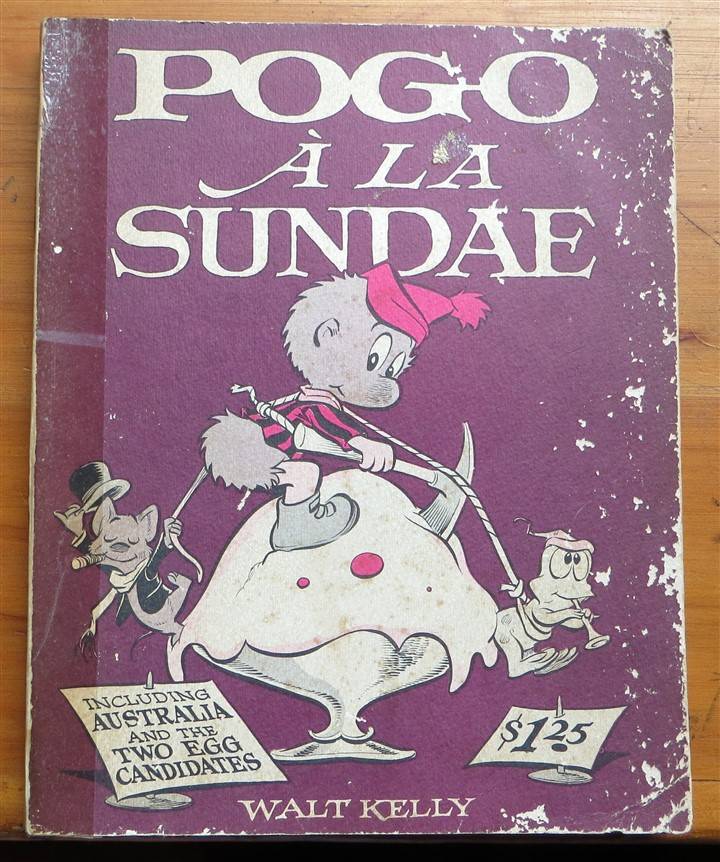 POGO
À LA
SUNDAE
INCLUDING
AUSTRALIA
AND THE
TWO EGG
CANDIDATES
$1.25
WALT KELLY